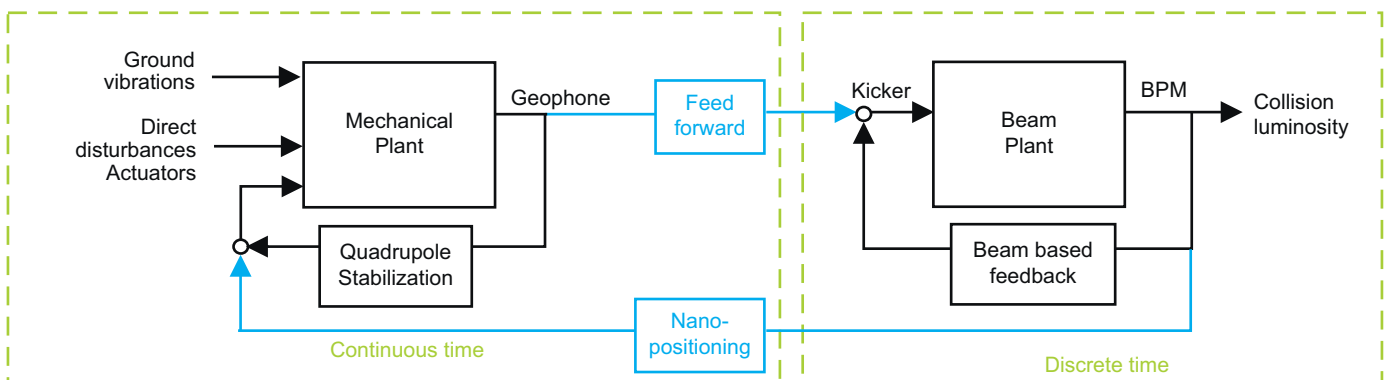 Ground
vibrations
Direct
disturbances
Actuators
Mechanical
Plant
Geophone
Quadrupole
Stabilization
Feed
forward
Kicker
Beam
Plant
BPM
Collision
luminosity
Beam based
feedback
Nano-
positioning
Continuous time
Discrete time